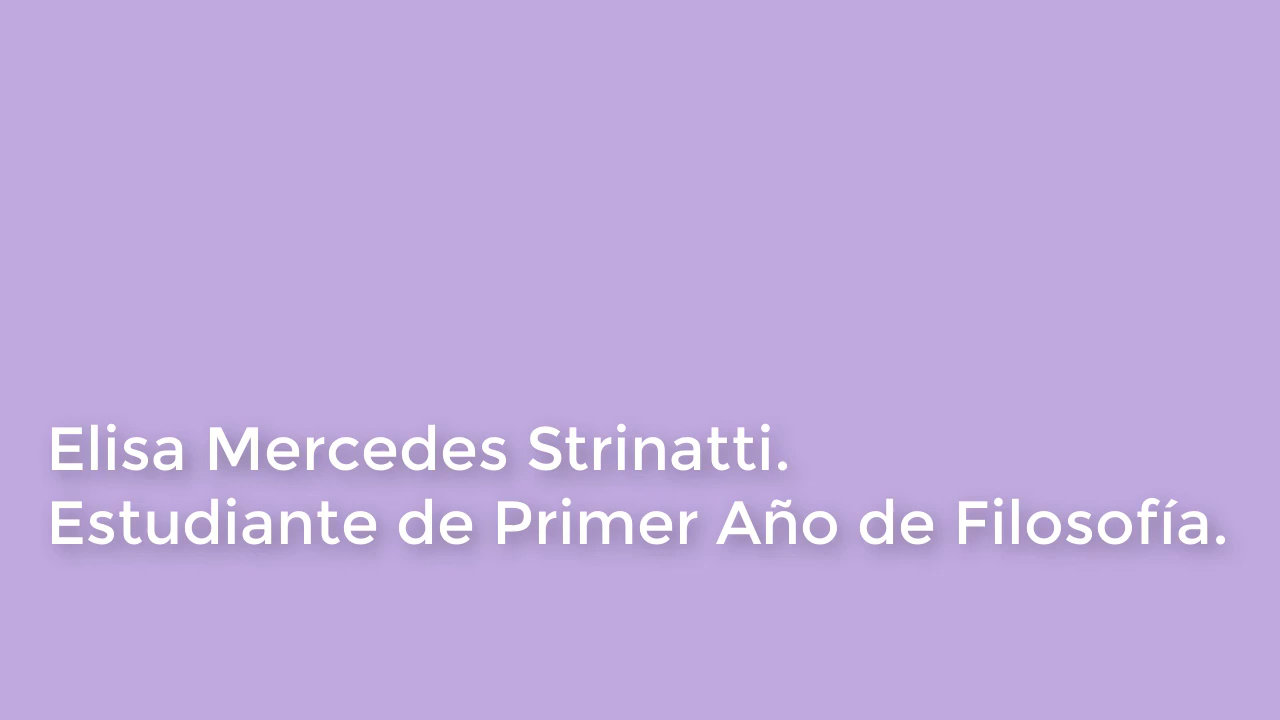 Elisa Mercedes Strinatti.
Estudiante de Primer Año de Filosofía.